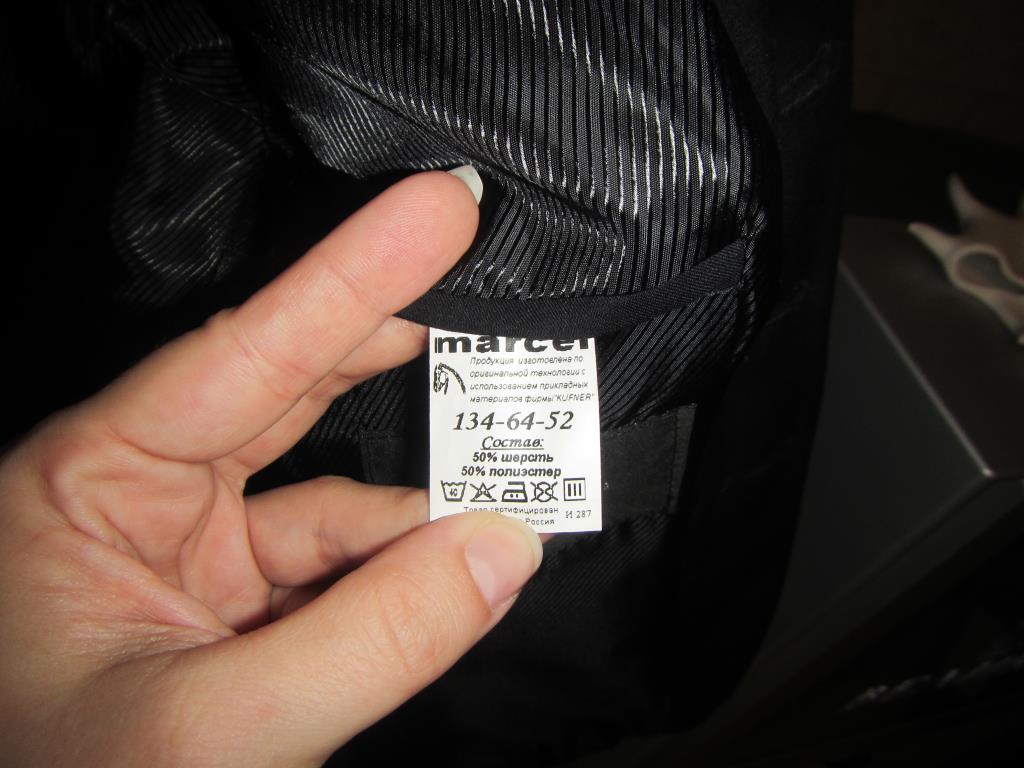 marcel
Продукция изготовлена по
оригинальной технологии с
использованием прикладных
материалов фирмы"KUFNER"
134-64-52
Состав:
50% шерсть
50% полиэстер
40
Товар сертифицирован И 287
Россия